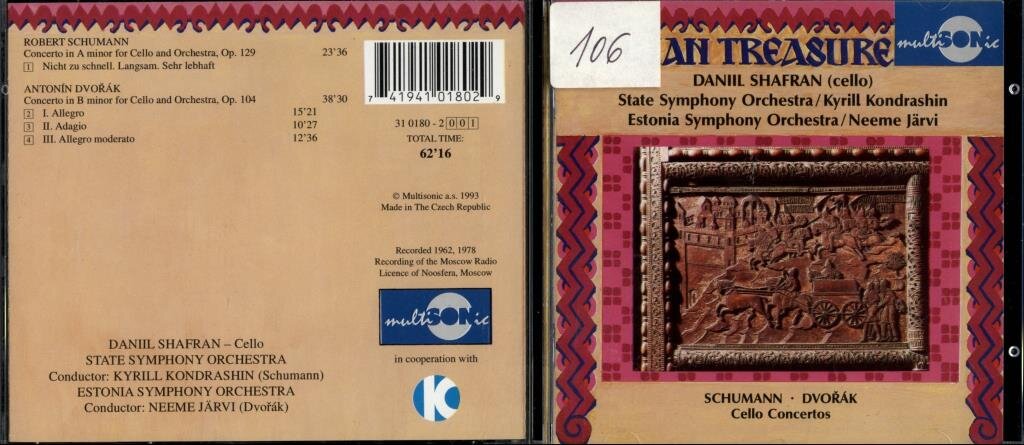 ROBERT SCHUMANN
Concerto in A minor for Cello and Orchestra, Op. 129 23'36
1 Nicht zu schnell. Langsam. Sehr lebhaft
ANTONÍN DVOŘÁK
Concerto in B minor for Cello and Orchestra, Op. 104 38'30
2 I. Allegro 15'21
3 II. Adagio 10'27
4 III. Allegro moderato 12'36
7 41941 01802 9
31 0180 - 2 001
TOTAL TIME:
62'16
© Multisonic a.s. 1993
Made in The Czech Republic
Recorded 1962, 1978
Recording of the Moscow Radio
Licence of Noosfera, Moscow
multiSONic
in cooperation with
K
DANIIL SHAFRAN – Cello
STATE SYMPHONY ORCHESTRA
Conductor: KYRILL KONDRASHIN (Schumann)
ESTONIA SYMPHONY ORCHESTRA
Conductor: NEEME JÄRVI (Dvořák)
106
AN TREASURE
multiSONic
DANIIL SHAFRAN (cello)
State Symphony Orchestra/Kyrill Kondrashin
Estonia Symphony Orchestra/Neeme Järvi
SCHUMANN · DVOŘÁK
Cello Concertos